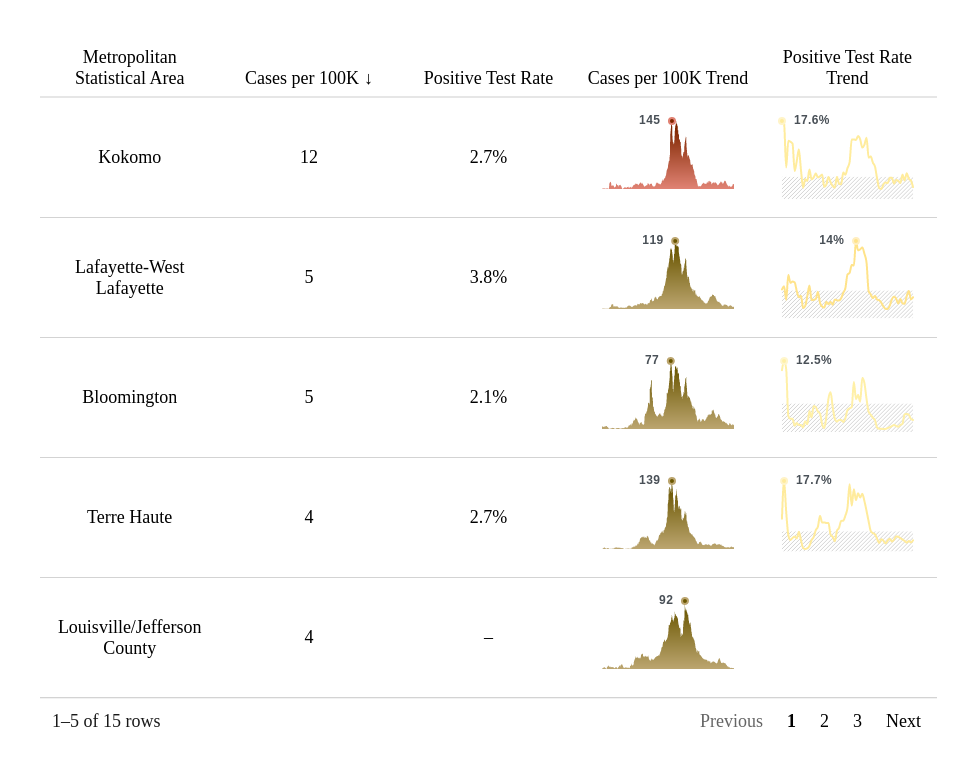 Metropolitan
Statistical Area
Cases per 100K ↓
Positive Test Rate
Cases per 100K Trend
Positive Test Rate
Trend
Kokomo
12
2.7%
145
17.6%
Lafayette-West
Lafayette
5
3.8%
119
14%
Bloomington
5
2.1%
77
12.5%
Terre Haute
4
2.7%
139
17.7%
Louisville/Jefferson
County
4
–
92
1–5 of 15 rows
Previous 1 2 3 Next